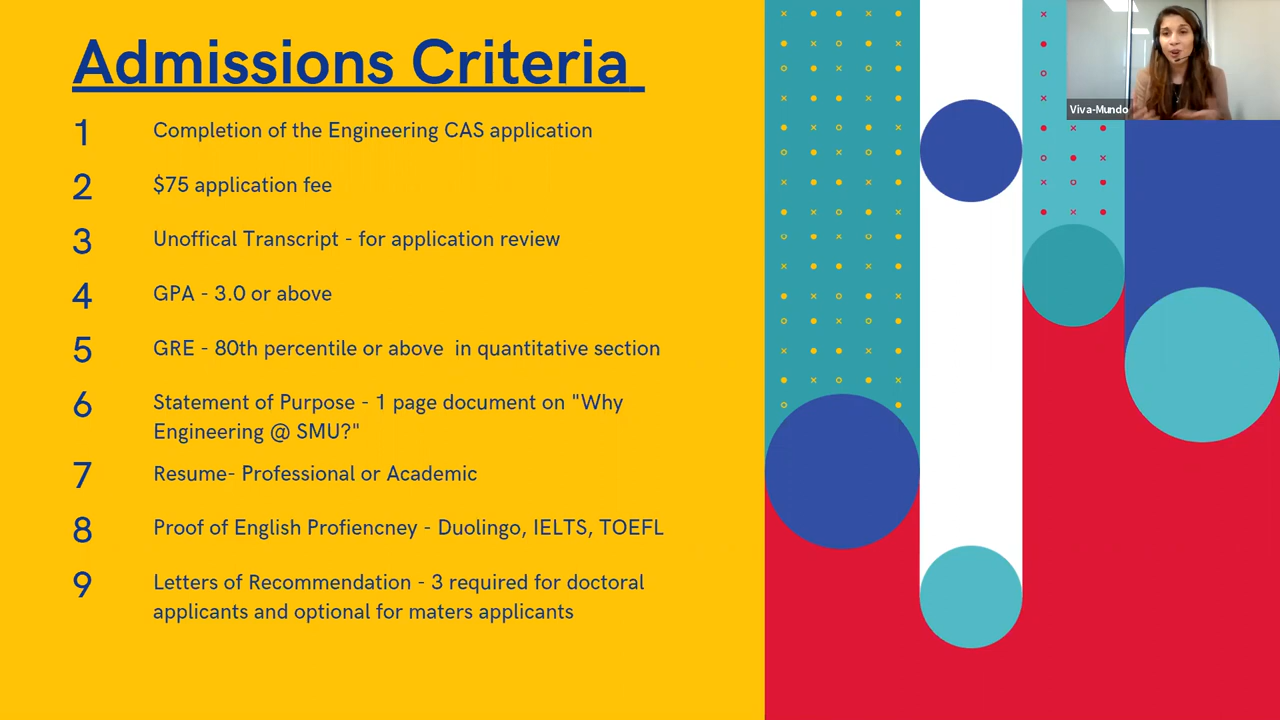 Admissions Criteria
1 Completion of the Engineering CAS application
2 $75 application fee
3 Unoffical Transcript - for application review
4 GPA - 3.0 or above
5 GRE - 80th percentile or above in quantitative section
6 Statement of Purpose - 1 page document on "Why
Engineering @ SMU?"
7 Resume- Professional or Academic
8 Proof of English Profiencney - Duolingo, IELTS, TOEFL
9 Letters of Recommendation - 3 required for doctoral
applicants and optional for maters applicants
Viva-Mundo